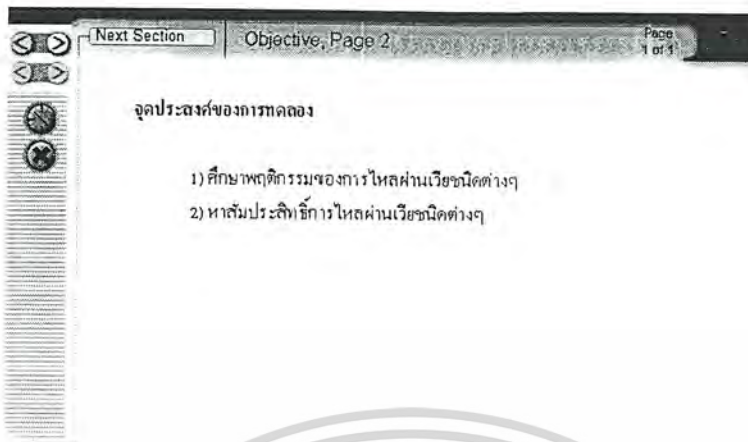 Next Section
Objective, Page 2
Page
1 of 1
จุดประสงค์ของการทดลอง
1) ศึกษาพฤติกรรมของการไหลผ่านเวียชนิดต่างๆ
2) หาสัมประสิทธิ์การไหลผ่านเวียชนิดต่างๆ